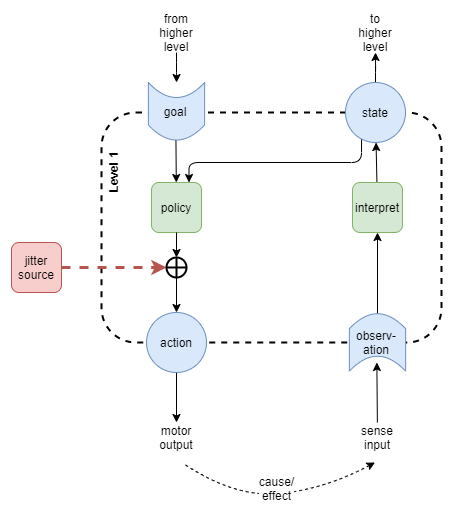 from
higher
level
to
higher
level
goal
state
Level 1
policy
interpret
jitter
source
action
observ-
ation
motor
output
sense
input
cause/
effect